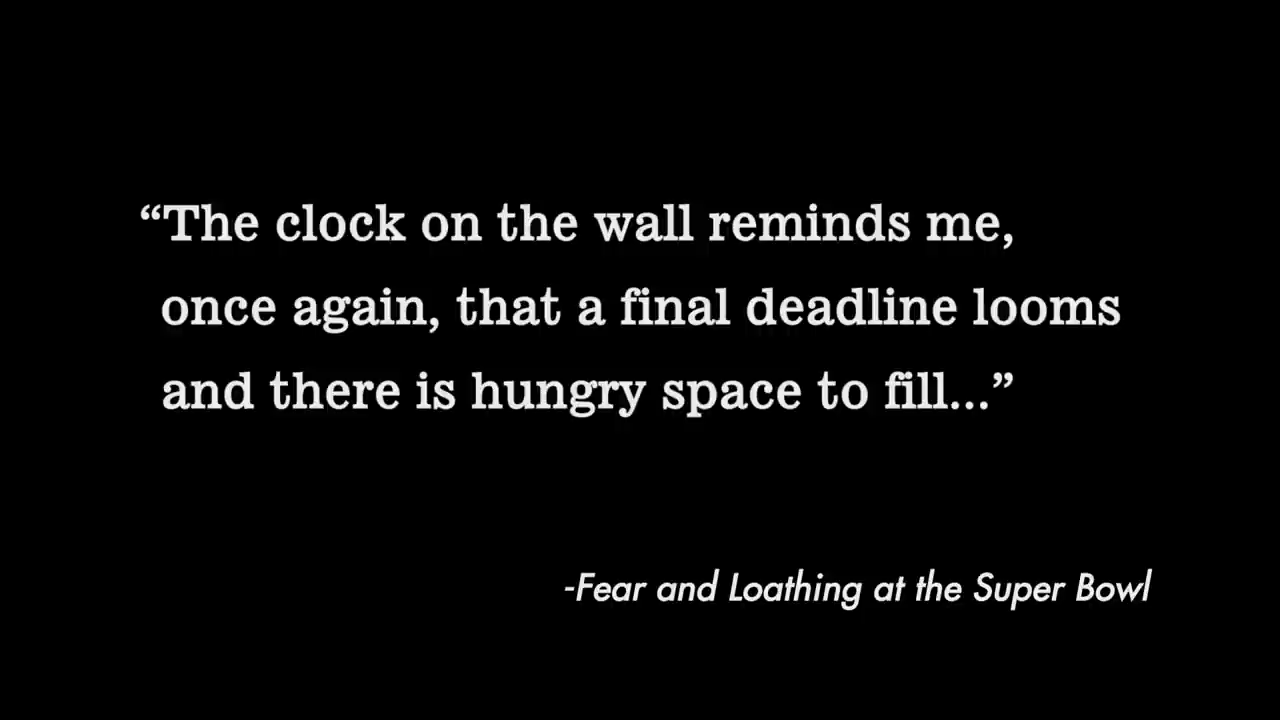 “The clock on the wall reminds me,
once again, that a final deadline looms
and there is hungry space to fill...”
-Fear and Loathing at the Super Bowl